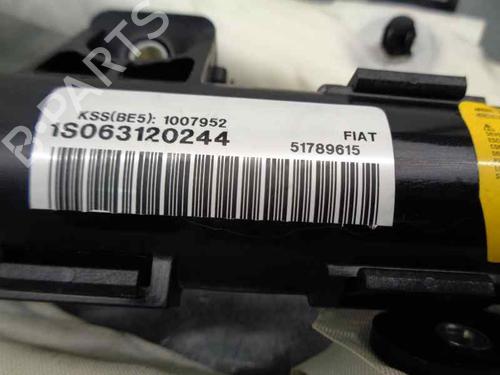 B-PARTS
KSS(BE5): 1007952
1S063120244
FIAT
51789615